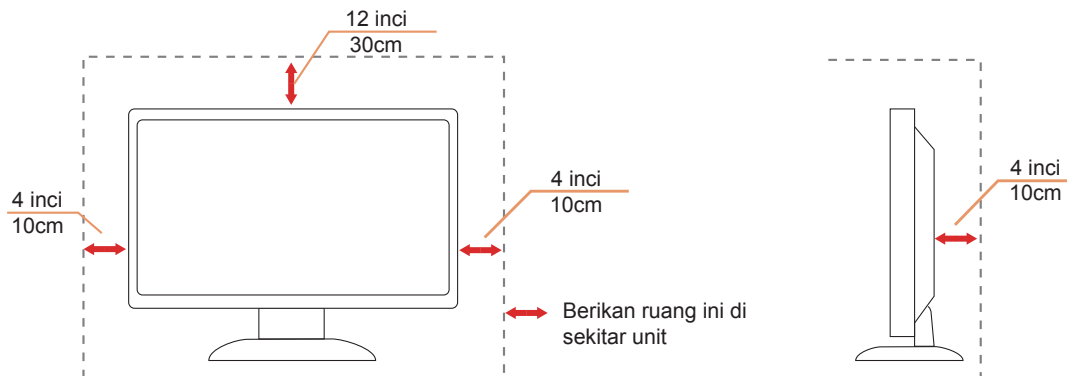 12 inci
30cm
4 inci
10cm
4 inci
10cm
4 inci
10cm
Berikan ruang ini di
sekitar unit